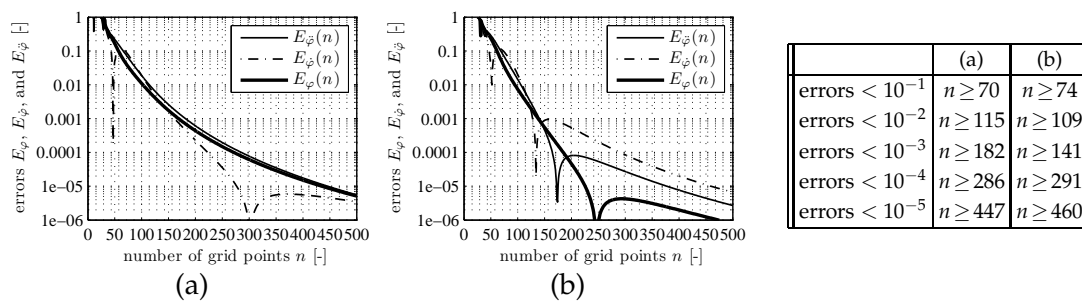 errors E_φ, E_φ̇, and E_φ̈ [-]
1
0.1
0.01
0.001
0.0001
1e−05
1e−06
0 50 100 150 200 250 300 350 400 450 500
number of grid points n [-]
E_φ̈(n)
E_φ̇(n)
E_φ(n)
(a)
errors E_φ, E_φ̇, and E_φ̈ [-]
1
0.1
0.01
0.001
0.0001
1e−05
1e−06
0 50 100 150 200 250 300 350 400 450 500
number of grid points n [-]
E_φ̈(n)
E_φ̇(n)
E_φ(n)
(b)
(a) (b)
errors < 10⁻¹ n ≥ 70 n ≥ 74
errors < 10⁻² n ≥ 115 n ≥ 109
errors < 10⁻³ n ≥ 182 n ≥ 141
errors < 10⁻⁴ n ≥ 286 n ≥ 291
errors < 10⁻⁵ n ≥ 447 n ≥ 460